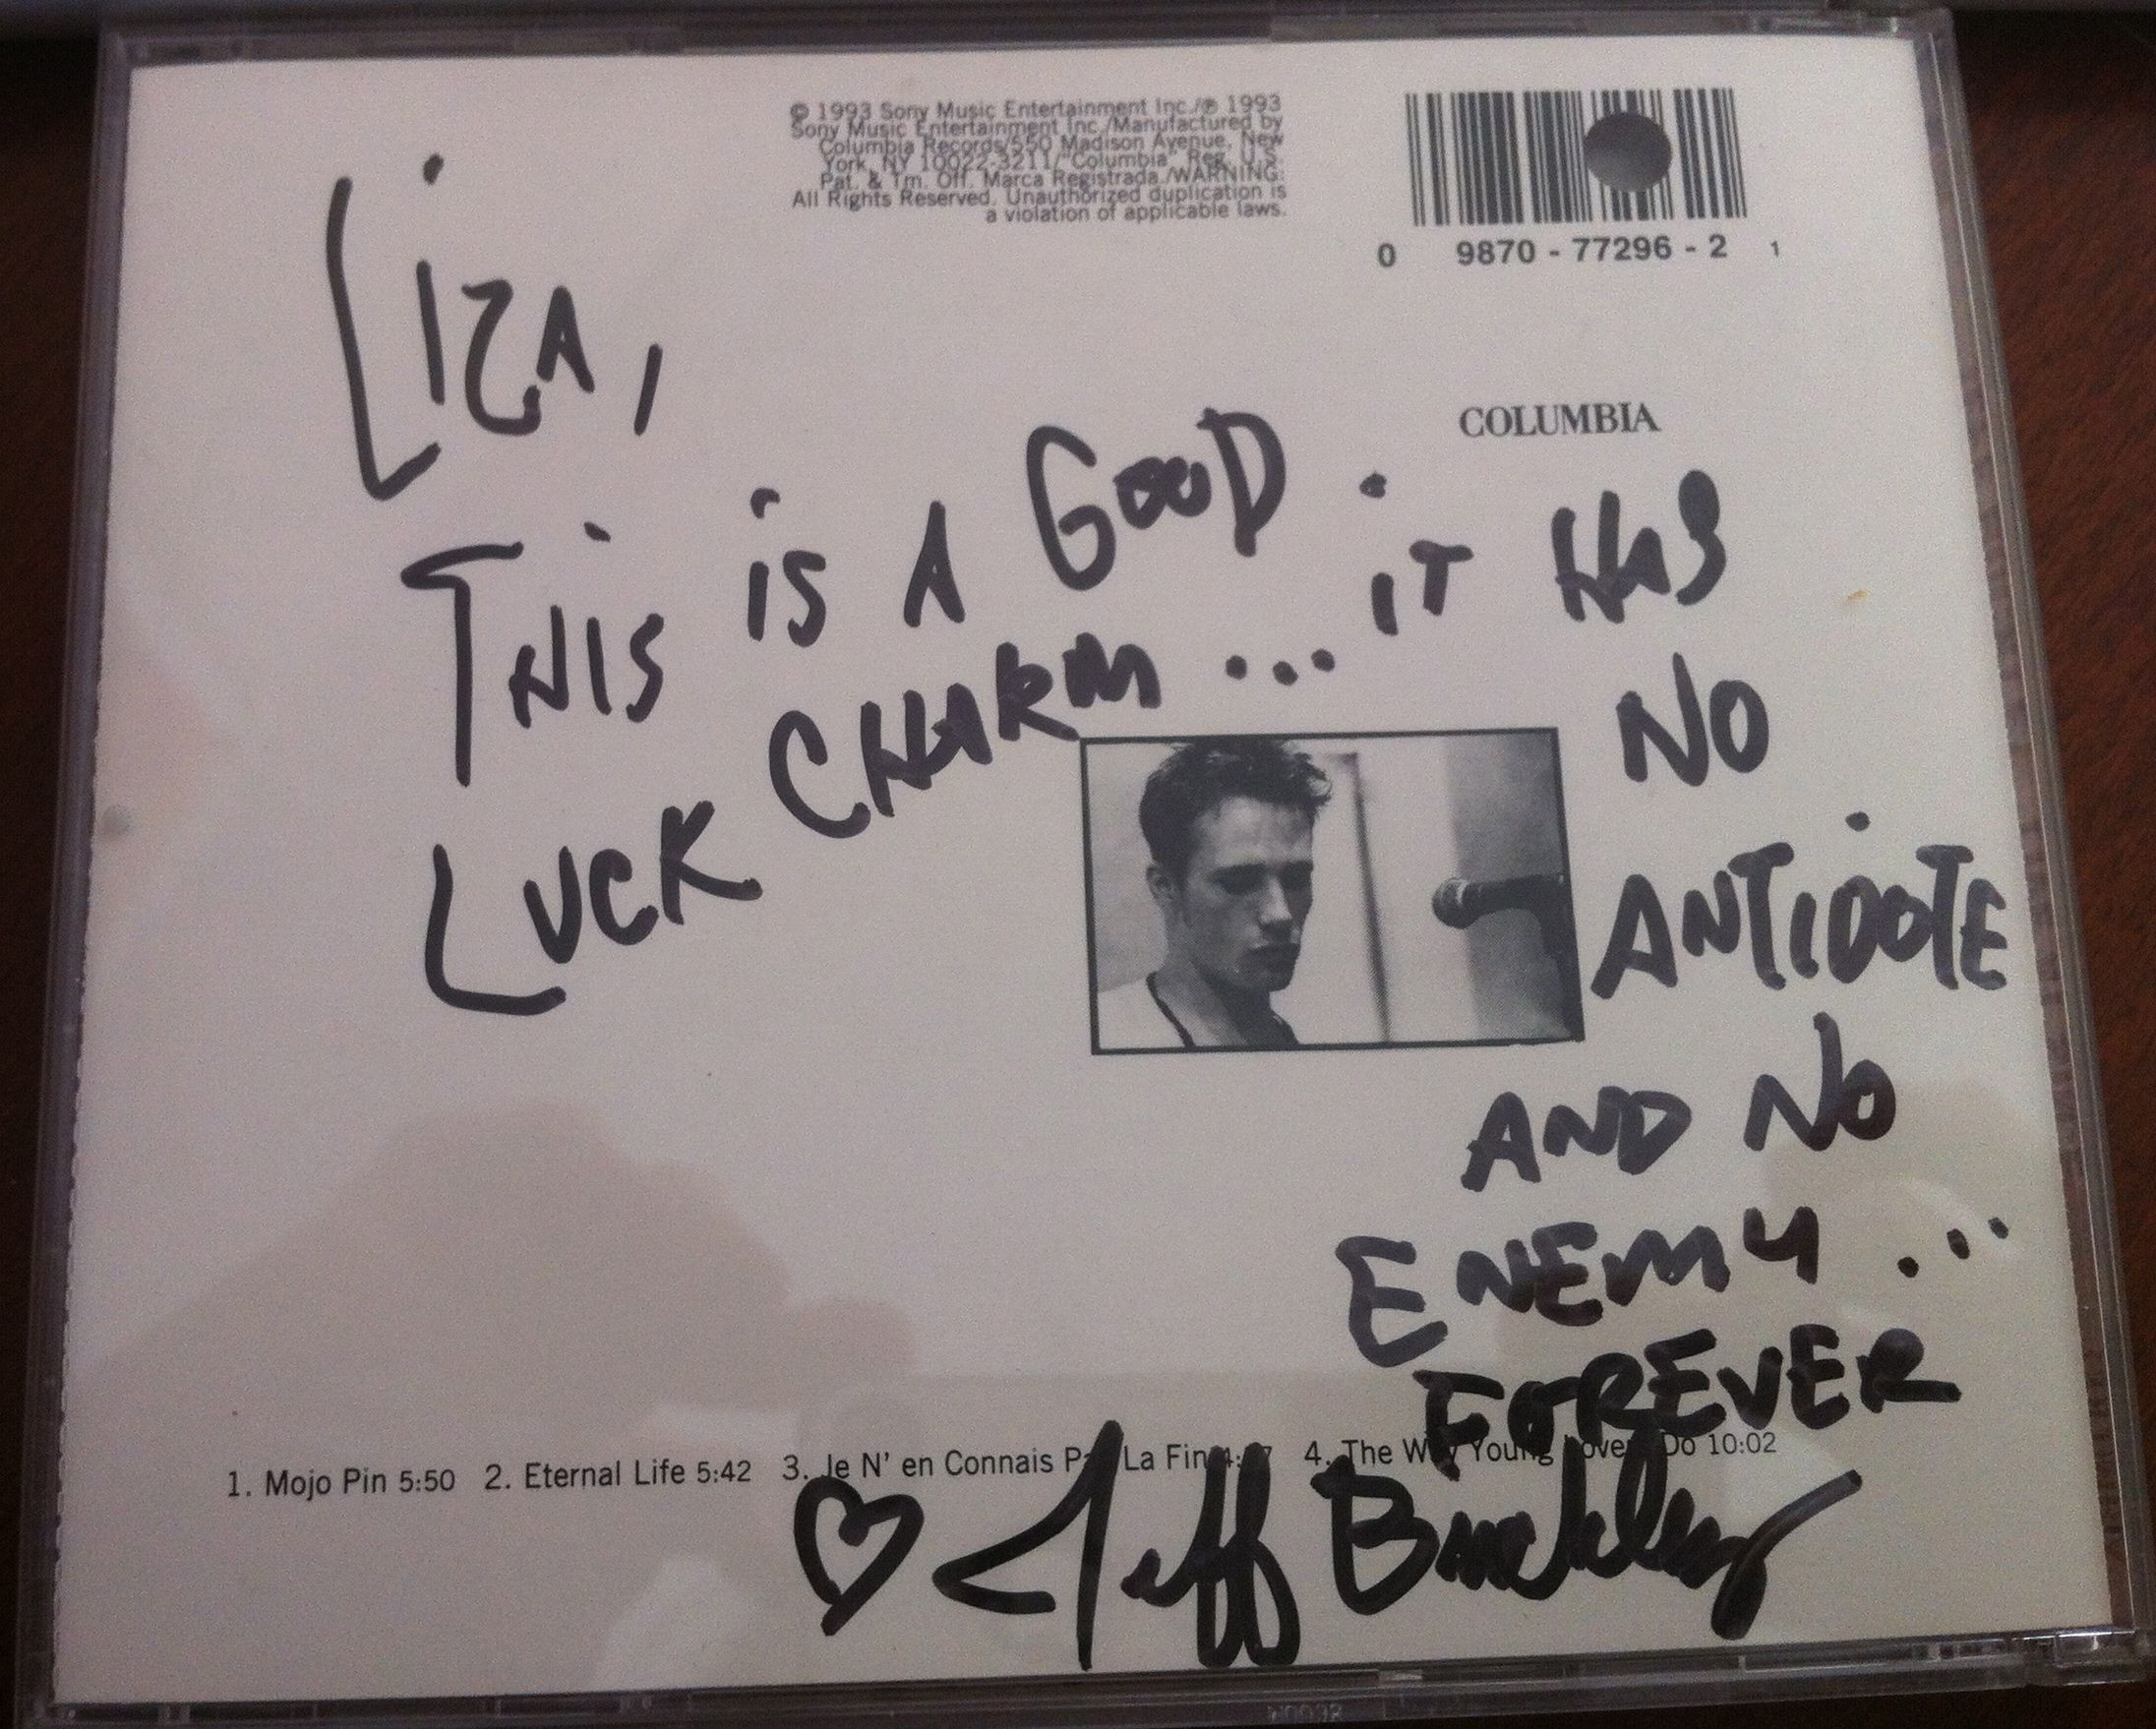 © 1993 Sony Music Entertainment Inc./℗ 1993
Sony Music Entertainment Inc./Manufactured by
Columbia Records/550 Madison Avenue, New
York, NY 10022-3211/"Columbia" Reg. U.S.
Pat. & Tm. Off. Marca Registrada./WARNING:
All Rights Reserved. Unauthorized duplication is
a violation of applicable laws.
0 9870 - 77296 - 2 1
COLUMBIA
LIZA,
THIS IS A GOOD
LUCK CHARM... IT HAS
NO
ANTIDOTE
AND NO
ENEMY...
FOREVER
1. Mojo Pin 5:50 2. Eternal Life 5:42 3. Je N' en Connais Pas La Fin 4. The Way Young Lovers Do 10:02
♡ Jeff Buckley